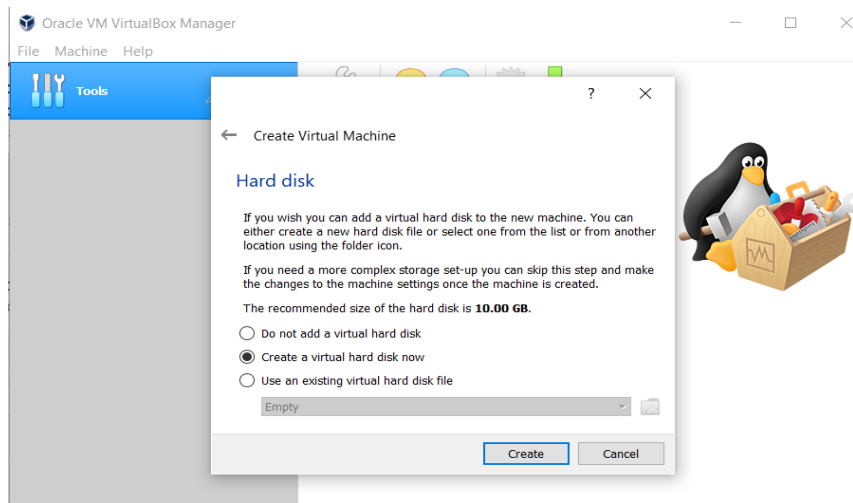 Oracle VM VirtualBox Manager
File Machine Help
Tools
?
Create Virtual Machine
Hard disk
If you wish you can add a virtual hard disk to the new machine. You can
either create a new hard disk file or select one from the list or from another
location using the folder icon.
If you need a more complex storage set-up you can skip this step and make
the changes to the machine settings once the machine is created.
The recommended size of the hard disk is 10.00 GB.
Do not add a virtual hard disk
Create a virtual hard disk now
Use an existing virtual hard disk file
Empty
Create Cancel